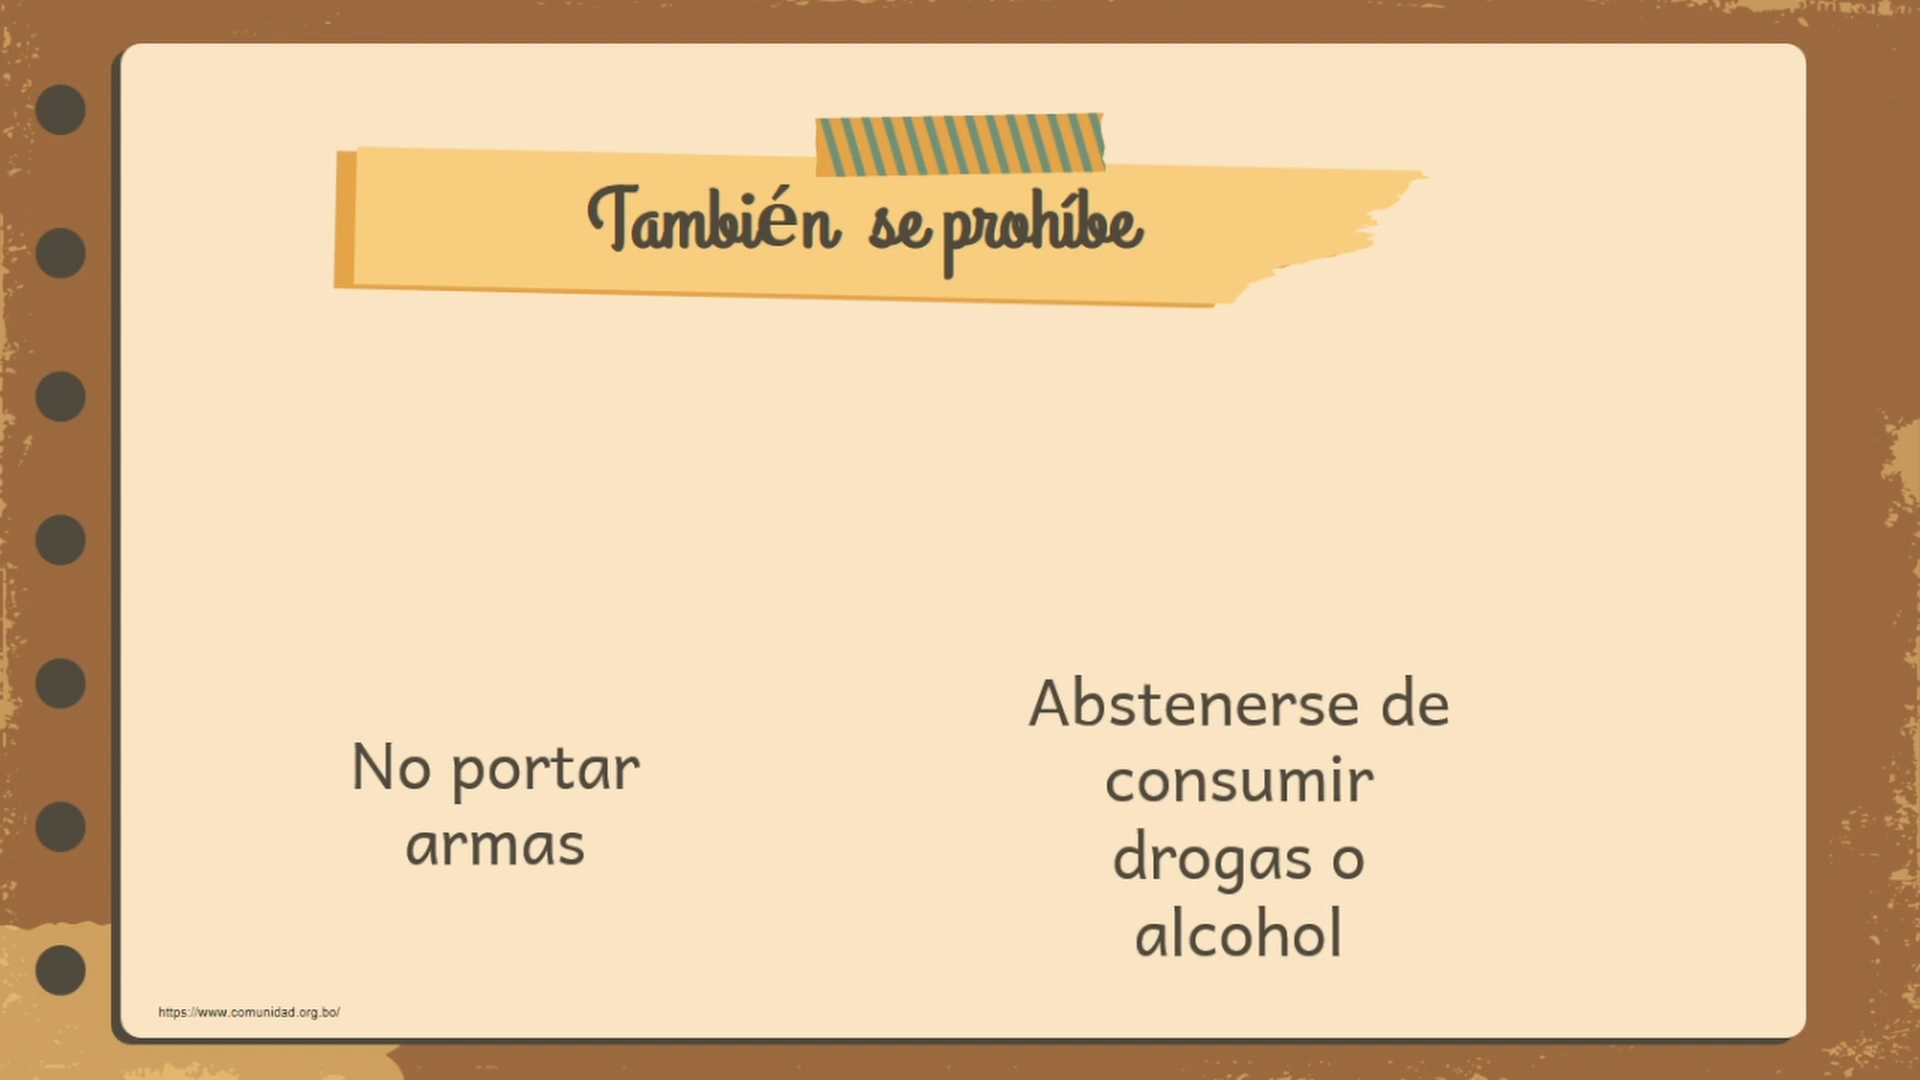 También se prohíbe
No portar
armas
Abstenerse de
consumir
drogas o
alcohol
https://www.comunidad.org.bo/